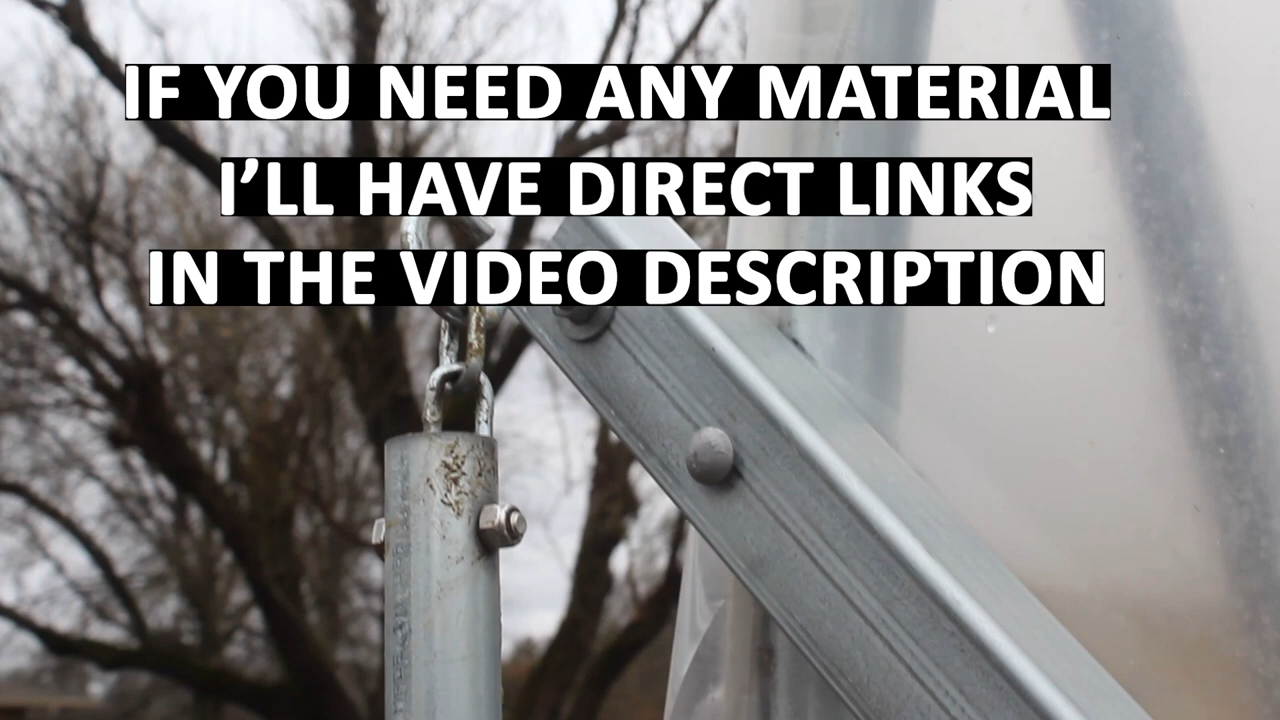 IF YOU NEED ANY MATERIAL
I’LL HAVE DIRECT LINKS
IN THE VIDEO DESCRIPTION